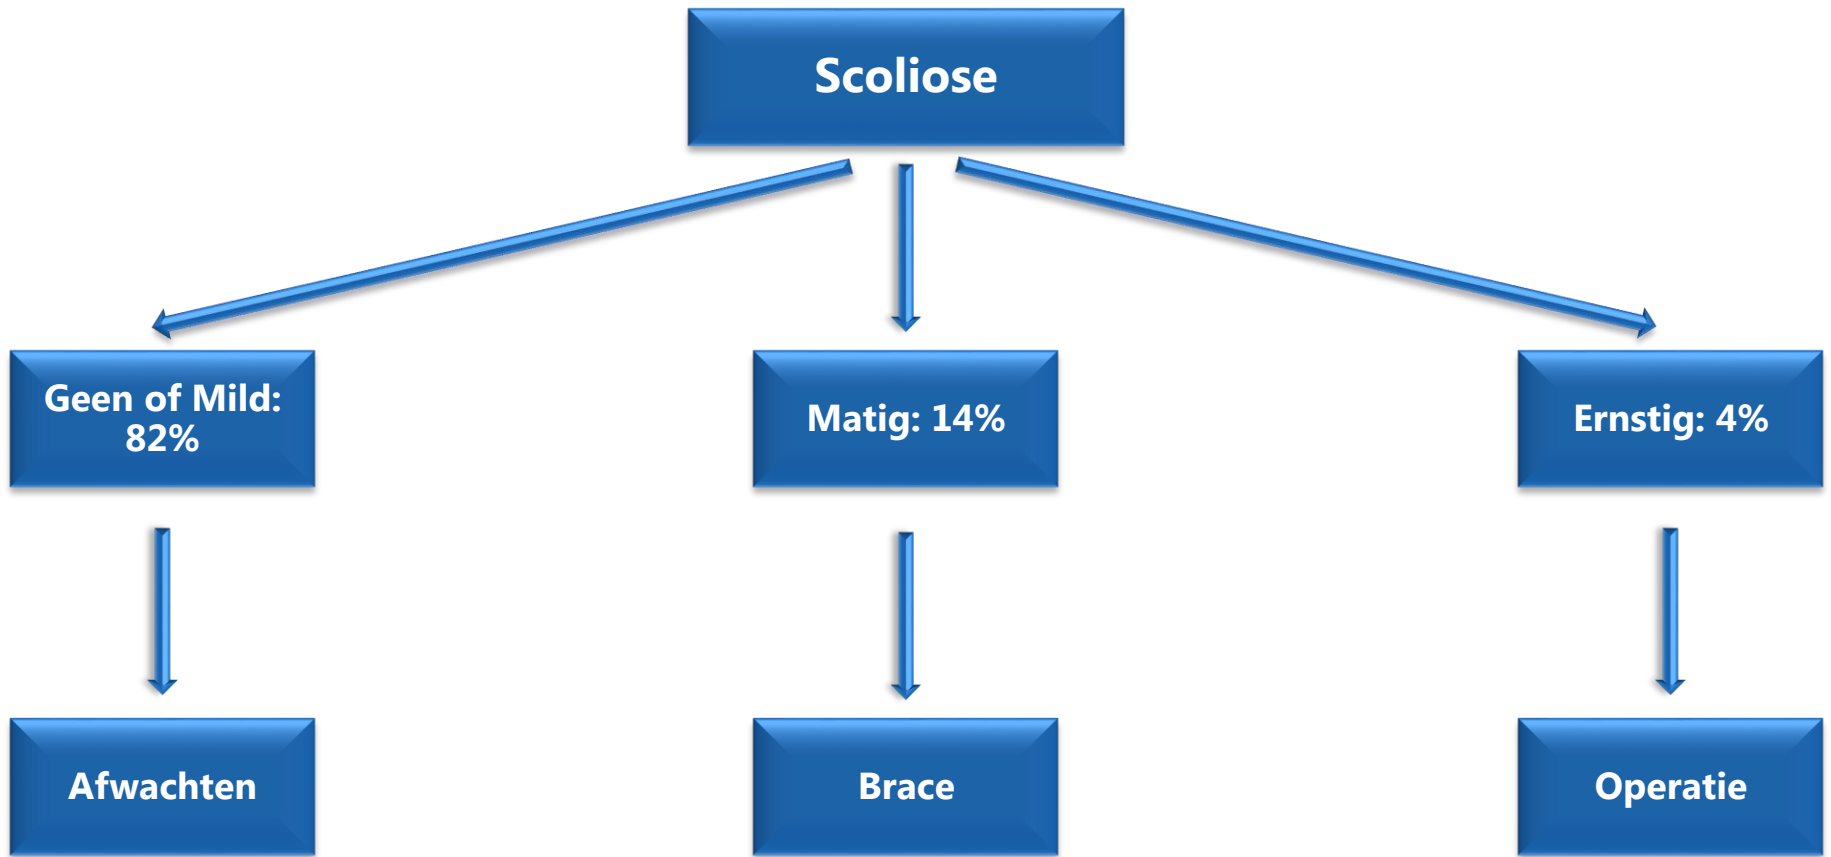 Scoliose
Geen of Mild:
82%
Matig: 14%
Ernstig: 4%
Afwachten
Brace
Operatie